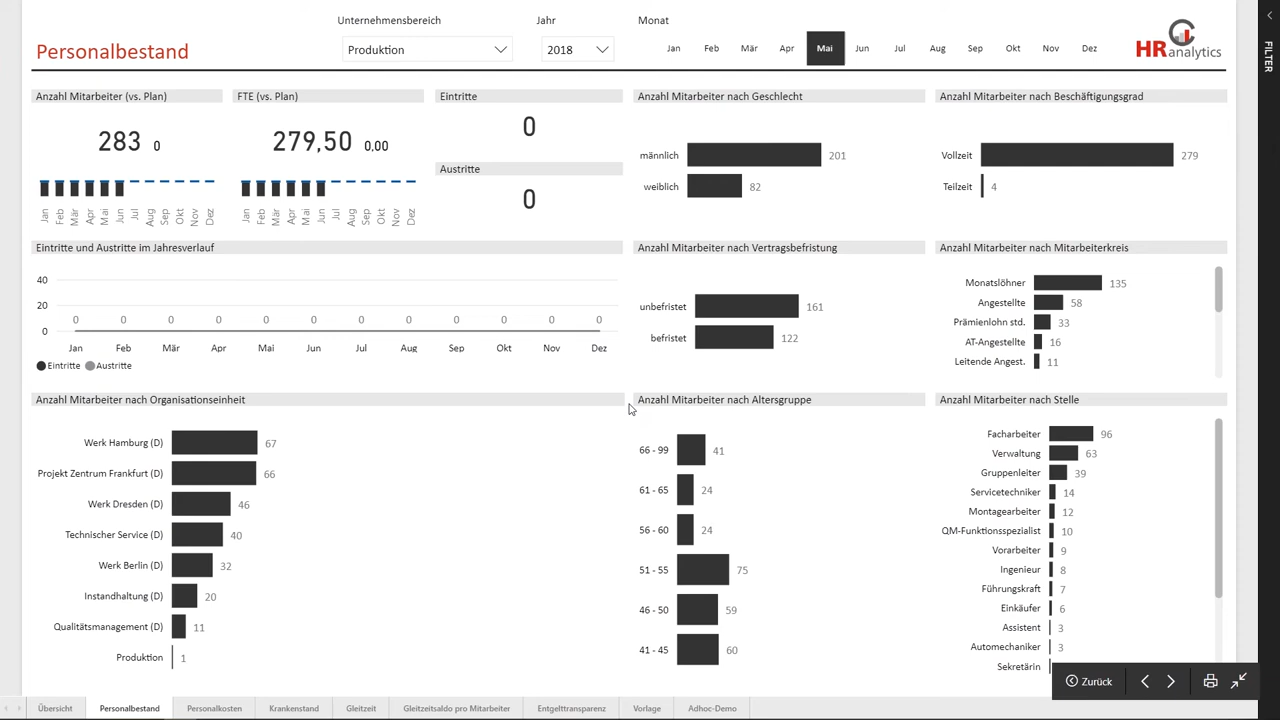 Unternehmensbereich
Jahr
Monat
Personalbestand
Produktion
2018
Jan Feb Mär Apr Mai Jun Jul Aug Sep Okt Nov Dez
HRanalytics
FILTER
Anzahl Mitarbeiter (vs. Plan)
283 0
Jan Feb Mär Apr Mai Jun Jul Aug Sep Okt Nov Dez
FTE (vs. Plan)
279,50 0,00
Jan Feb Mär Apr Mai Jun Jul Aug Sep Okt Nov Dez
Eintritte
0
Austritte
0
Anzahl Mitarbeiter nach Geschlecht
männlich 201
weiblich 82
Anzahl Mitarbeiter nach Beschäftigungsgrad
Vollzeit 279
Teilzeit 4
Eintritte und Austritte im Jahresverlauf
40
20
0
0 0 0 0 0 0 0 0 0 0 0 0
Jan Feb Mär Apr Mai Jun Jul Aug Sep Okt Nov Dez
Eintritte Austritte
Anzahl Mitarbeiter nach Vertragsbefristung
unbefristet 161
befristet 122
Anzahl Mitarbeiter nach Mitarbeiterkreis
Monatslöhner 135
Angestellte 58
Prämienlohn std. 33
AT-Angestellte 16
Leitende Angest. 11
Anzahl Mitarbeiter nach Organisationseinheit
Werk Hamburg (D) 67
Projekt Zentrum Frankfurt (D) 66
Werk Dresden (D) 46
Technischer Service (D) 40
Werk Berlin (D) 32
Instandhaltung (D) 20
Qualitätsmanagement (D) 11
Produktion 1
Anzahl Mitarbeiter nach Altersgruppe
66 - 99 41
61 - 65 24
56 - 60 24
51 - 55 75
46 - 50 59
41 - 45 60
Anzahl Mitarbeiter nach Stelle
Facharbeiter 96
Verwaltung 63
Gruppenleiter 39
Servicetechniker 14
Montagearbeiter 12
QM-Funktionsspezialist 10
Vorarbeiter 9
Ingenieur 8
Führungskraft 7
Einkäufer 6
Assistent 3
Automechaniker 3
Sekretärin
Zurück
Übersicht Personalbestand Personalkosten Krankenstand Gleitzeit Gleitzeitsaldo pro Mitarbeiter Entgelttransparenz Vorlage Adhoc-Demo